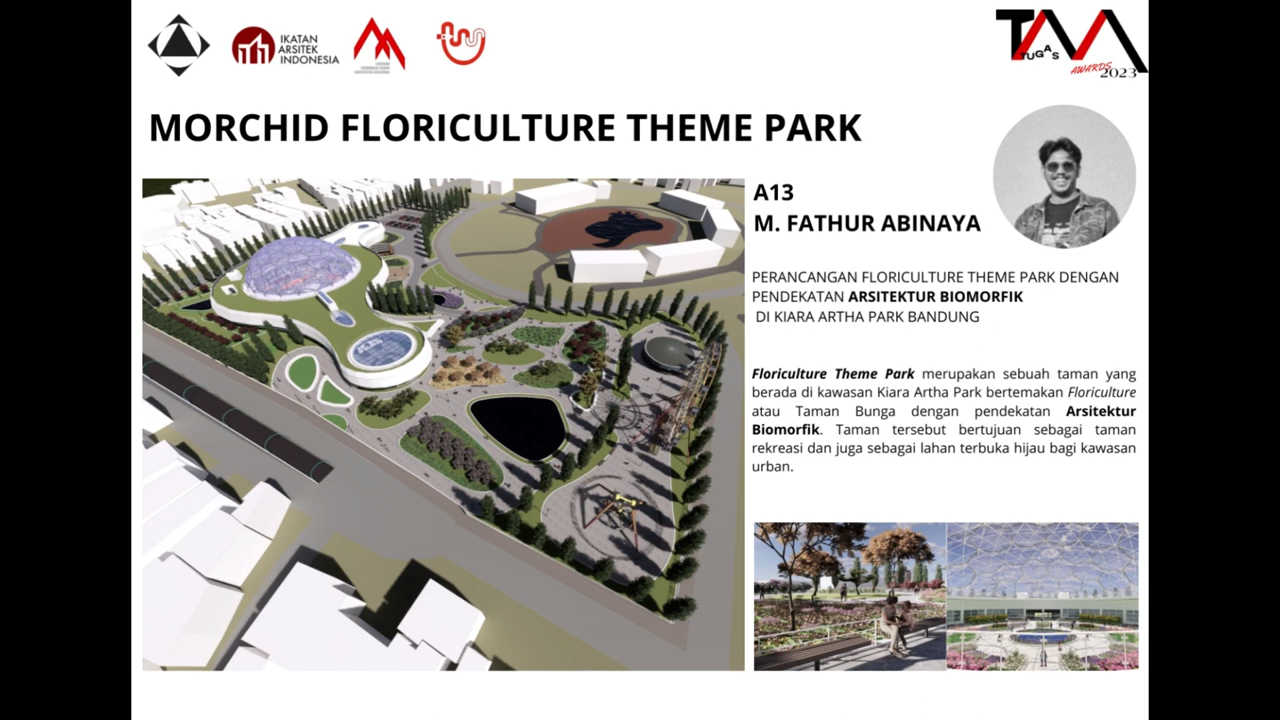 IKATAN
ARSITEK
INDONESIA
TUGAS
AWARDS
2023
MORCHID FLORICULTURE THEME PARK
A13
M. FATHUR ABINAYA
PERANCANGAN FLORICULTURE THEME PARK DENGAN
PENDEKATAN ARSITEKTUR BIOMORFIK
DI KIARA ARTHA PARK BANDUNG
Floriculture Theme Park merupakan sebuah taman yang
berada di kawasan Kiara Artha Park bertemakan Floriculture
atau Taman Bunga dengan pendekatan Arsitektur
Biomorfik. Taman tersebut bertujuan sebagai taman
rekreasi dan juga sebagai lahan terbuka hijau bagi kawasan
urban.